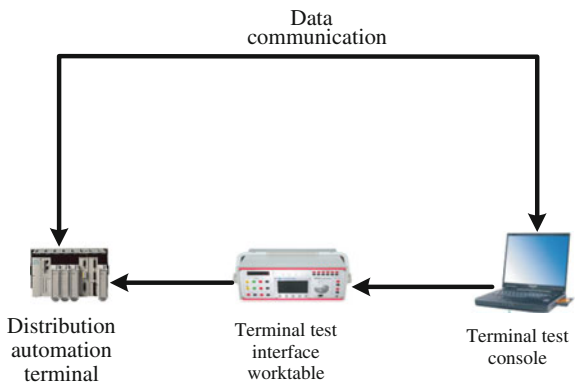 Data
communication
Distribution
automation
terminal
Terminal test
interface
worktable
Terminal test
console